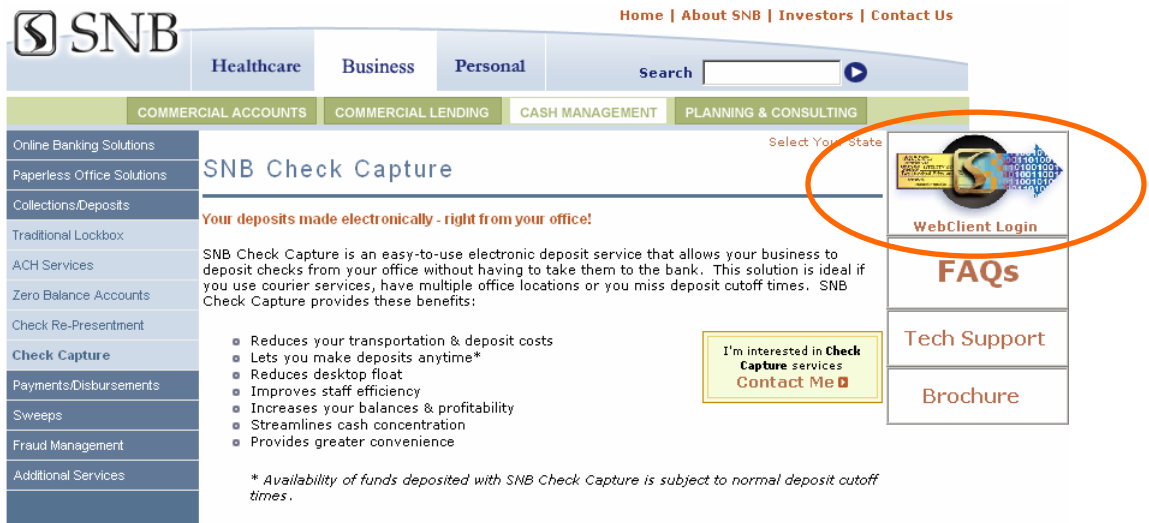 SNB
Home | About SNB | Investors | Contact Us
Healthcare
Business
Personal
Search
COMMERCIAL ACCOUNTS
COMMERCIAL LENDING
CASH MANAGEMENT
PLANNING & CONSULTING
Online Banking Solutions
Paperless Office Solutions
Collections/Deposits
Traditional Lockbox
ACH Services
Zero Balance Accounts
Check Re-Presentment
Check Capture
Payments/Disbursements
Sweeps
Fraud Management
Additional Services
Select Your State
SNB Check Capture
Your deposits made electronically - right from your office!
SNB Check Capture is an easy-to-use electronic deposit service that allows your business to
deposit checks from your office without having to take them to the bank. This solution is ideal if
you use courier services, have multiple office locations or you miss deposit cutoff times. SNB
Check Capture provides these benefits:
Reduces your transportation & deposit costs
Lets you make deposits anytime*
Reduces desktop float
Improves staff efficiency
Increases your balances & profitability
Streamlines cash concentration
Provides greater convenience
* Availability of funds deposited with SNB Check Capture is subject to normal deposit cutoff
times.
I'm interested in Check
Capture services
Contact Me
WebClient Login
FAQs
Tech Support
Brochure